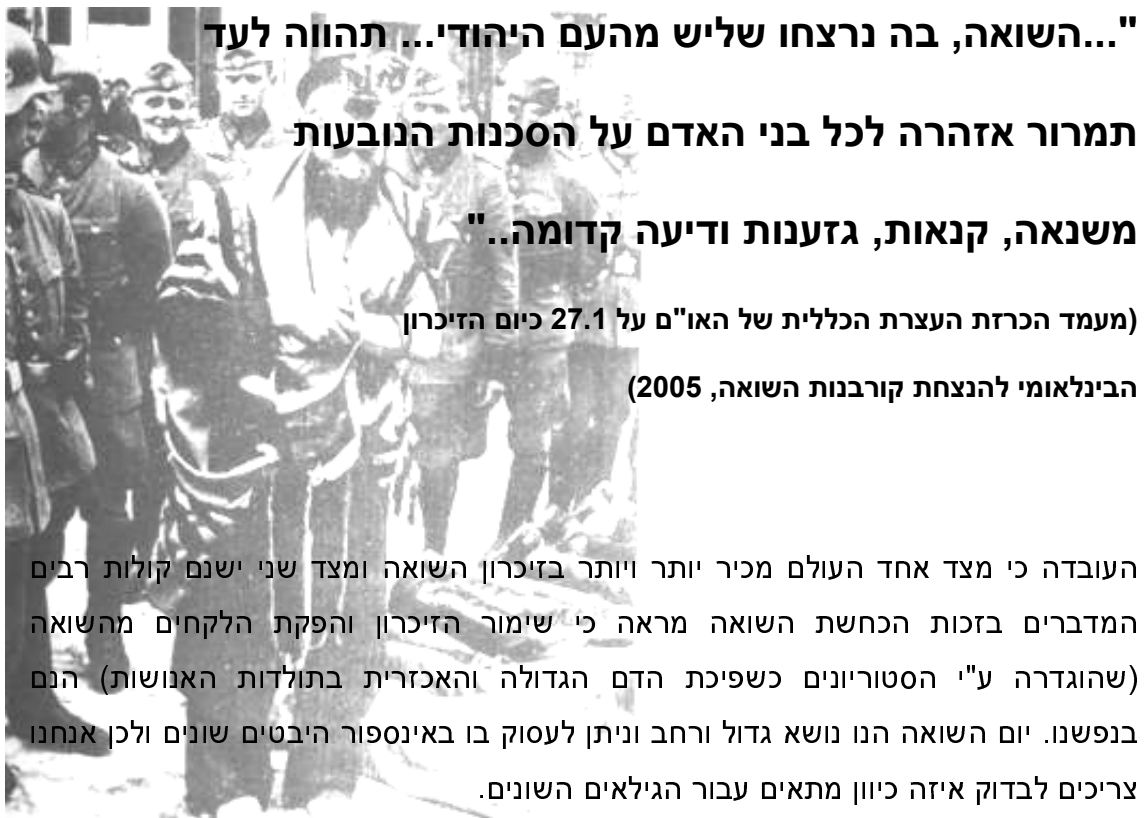 "...השואה, בה נרצחו שליש מהעם היהודי... תהווה לעד
תמרור אזהרה לכל בני האדם על הסכנות הנובעות
משנאה, קנאות, גזענות ודיעה קדומה.."
(מעמד הכרזת העצרת הכללית של האו"ם על 27.1 כיום הזיכרון
הבינלאומי להנצחת קורבנות השואה, 2005)
העובדה כי מצד אחד העולם מכיר יותר ויותר בזיכרון השואה ומצד שני ישנם קולות רבים
המדברים בזכות הכחשת השואה מראה כי שימור הזיכרון והפקת הלקחים מהשואה
(שהוגדרה ע"י הסטוריונים כשפיכת הדם הגדולה והאכזרית בתולדות האנושות) הנם
בנפשנו. יום השואה הנו נושא גדול ורחב וניתן לעסוק בו באינספור היבטים שונים ולכן אנחנו
צריכים לבדוק איזה כיוון מתאים עבור הגילאים השונים.